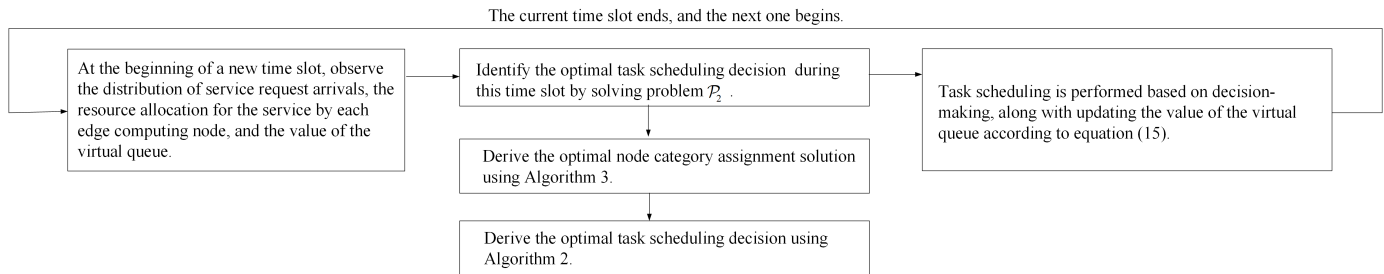 The current time slot ends, and the next one begins.
At the beginning of a new time slot, observe
the distribution of service request arrivals, the
resource allocation for the service by each
edge computing node, and the value of the
virtual queue.
Identify the optimal task scheduling decision during
this time slot by solving problem 𝒫₂ .
Derive the optimal node category assignment solution
using Algorithm 3.
Derive the optimal task scheduling decision using
Algorithm 2.
Task scheduling is performed based on decision-
making, along with updating the value of the virtual
queue according to equation (15).